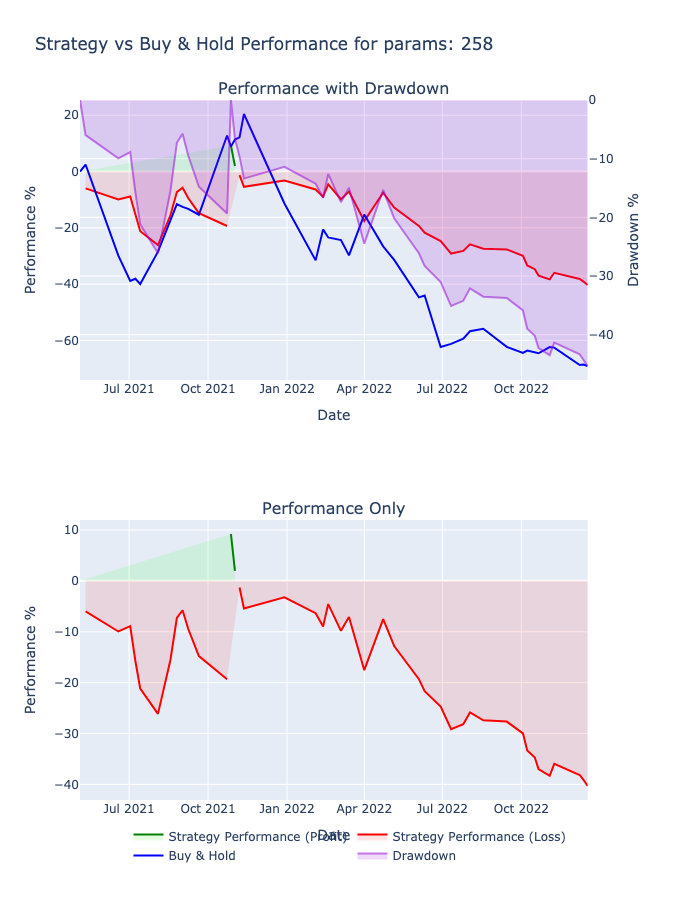 Strategy vs Buy & Hold Performance for params: 258
Performance with Drawdown
20
0
−20
−40
−60
Performance %
0
−10
−20
−30
−40
Drawdown %
Jul 2021 Oct 2021 Jan 2022 Apr 2022 Jul 2022 Oct 2022
Date
Performance Only
10
0
−10
−20
−30
−40
Performance %
Jul 2021 Oct 2021 Jan 2022 Apr 2022 Jul 2022 Oct 2022
Date
Strategy Performance (Profit) Strategy Performance (Loss)
Buy & Hold Drawdown